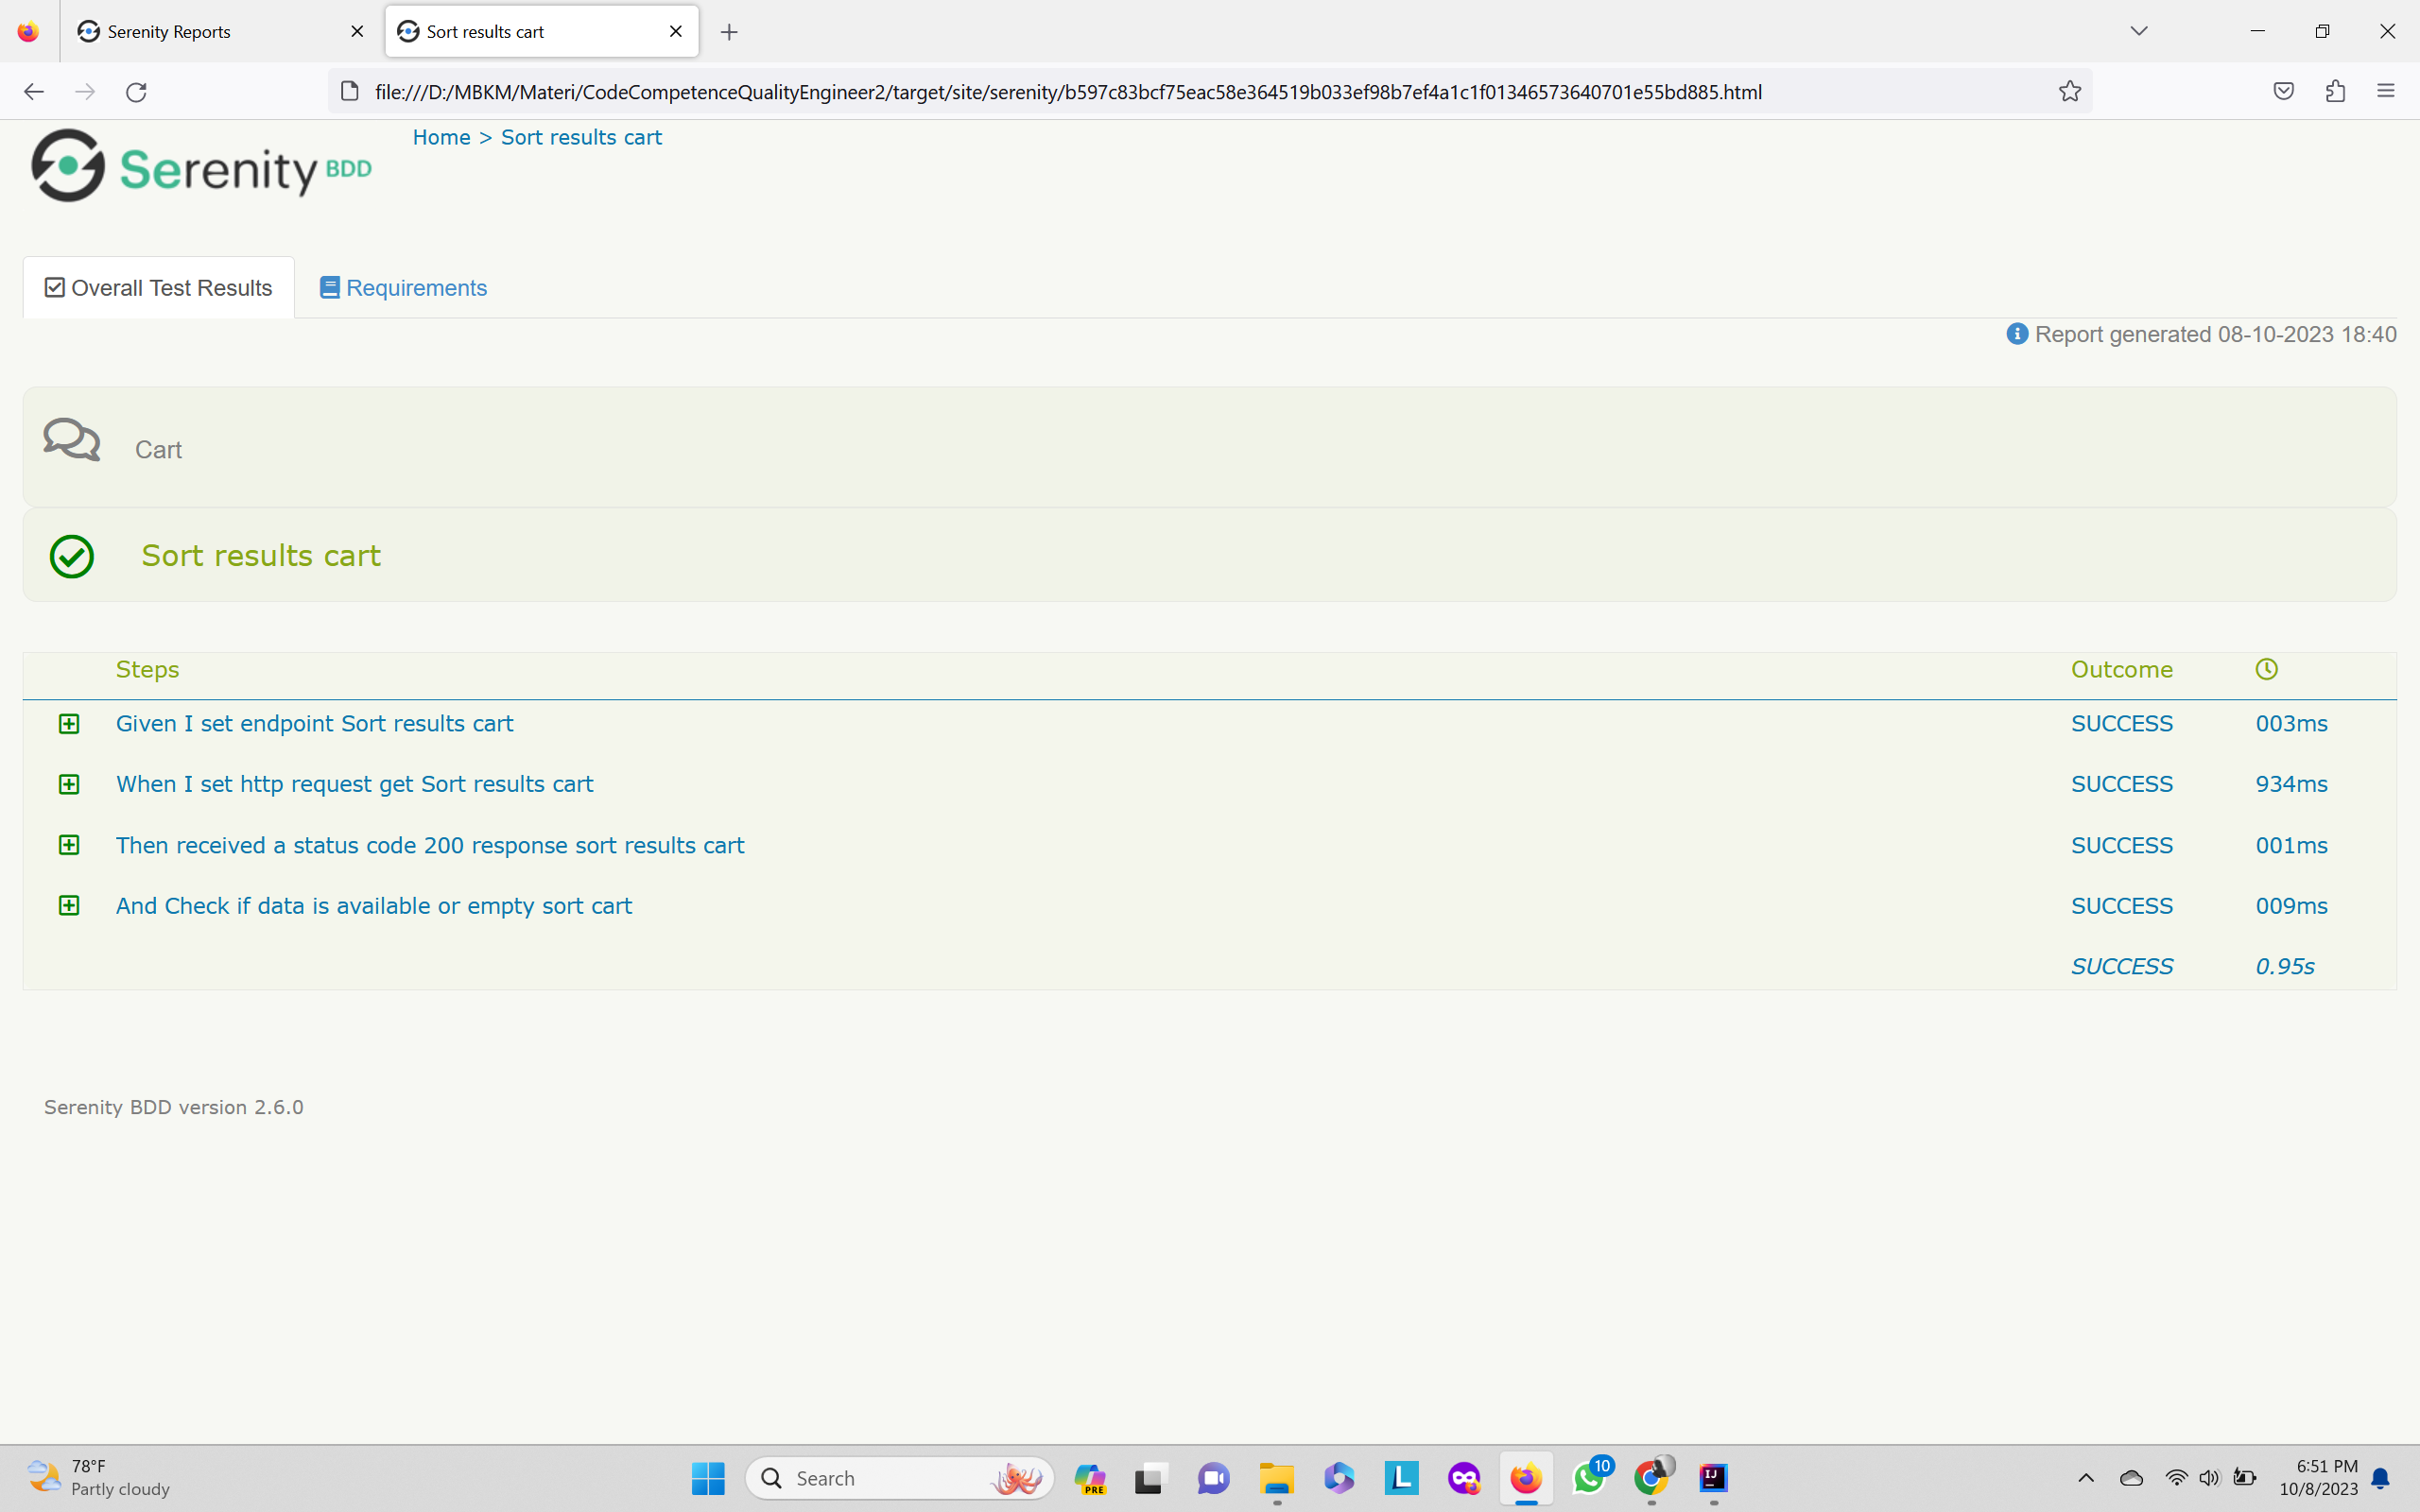 Serenity Reports
Sort results cart
file:///D:/MBKM/Materi/CodeCompetenceQualityEngineer2/target/site/serenity/b597c83bcf75eac58e364519b033ef98b7ef4a1c1f01346573640701e55bd885.html
Serenity BDD
Home > Sort results cart
Overall Test Results
Requirements
Report generated 08-10-2023 18:40
Cart
Sort results cart
Steps Outcome
Given I set endpoint Sort results cart SUCCESS 003ms
When I set http request get Sort results cart SUCCESS 934ms
Then received a status code 200 response sort results cart SUCCESS 001ms
And Check if data is available or empty sort cart SUCCESS 009ms
SUCCESS 0.95s
Serenity BDD version 2.6.0
78°F
Partly cloudy
Search
PRE
L
10
IJ
6:51 PM
10/8/2023